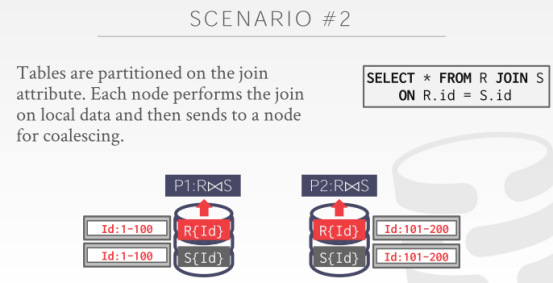 SCENARIO #2
Tables are partitioned on the join
attribute. Each node performs the join
on local data and then sends to a node
for coalescing.
SELECT * FROM R JOIN S
ON R.id = S.id
P1:R⋈S
P2:R⋈S
Id:1-100
R{Id}
R{Id}
Id:101-200
Id:1-100
S{Id}
S{Id}
Id:101-200